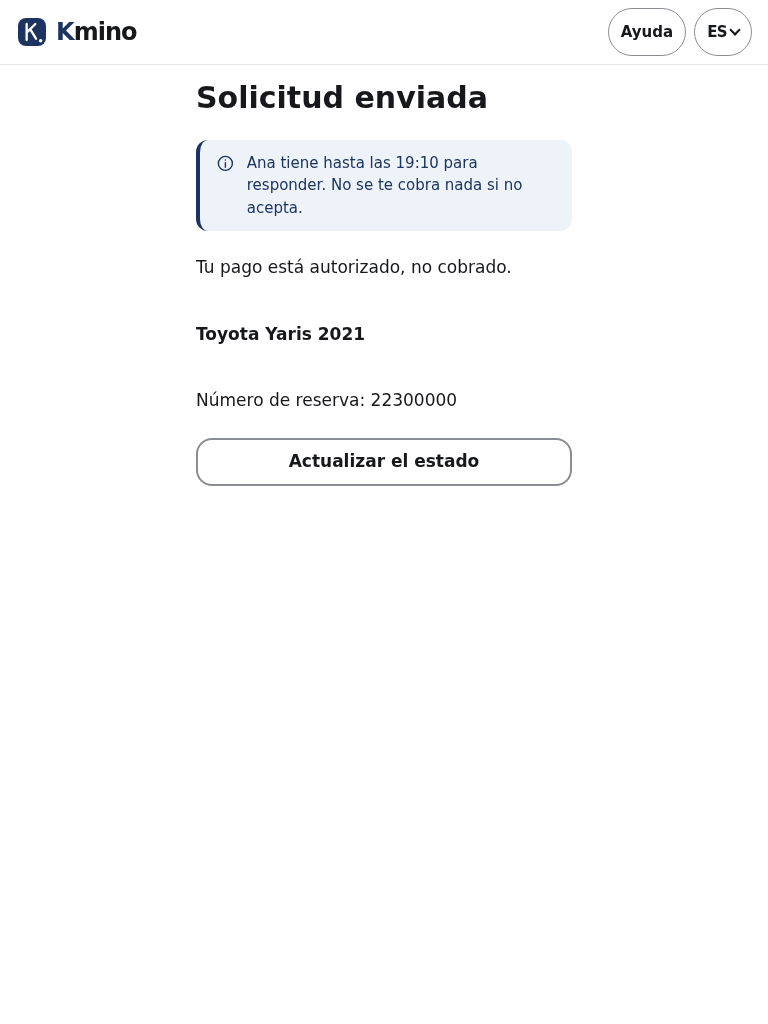 K. Kmino
Ayuda
ES
Solicitud enviada
Ana tiene hasta las 19:10 para
responder. No se te cobra nada si no
acepta.
Tu pago está autorizado, no cobrado.
Toyota Yaris 2021
Número de reserva: 22300000
Actualizar el estado